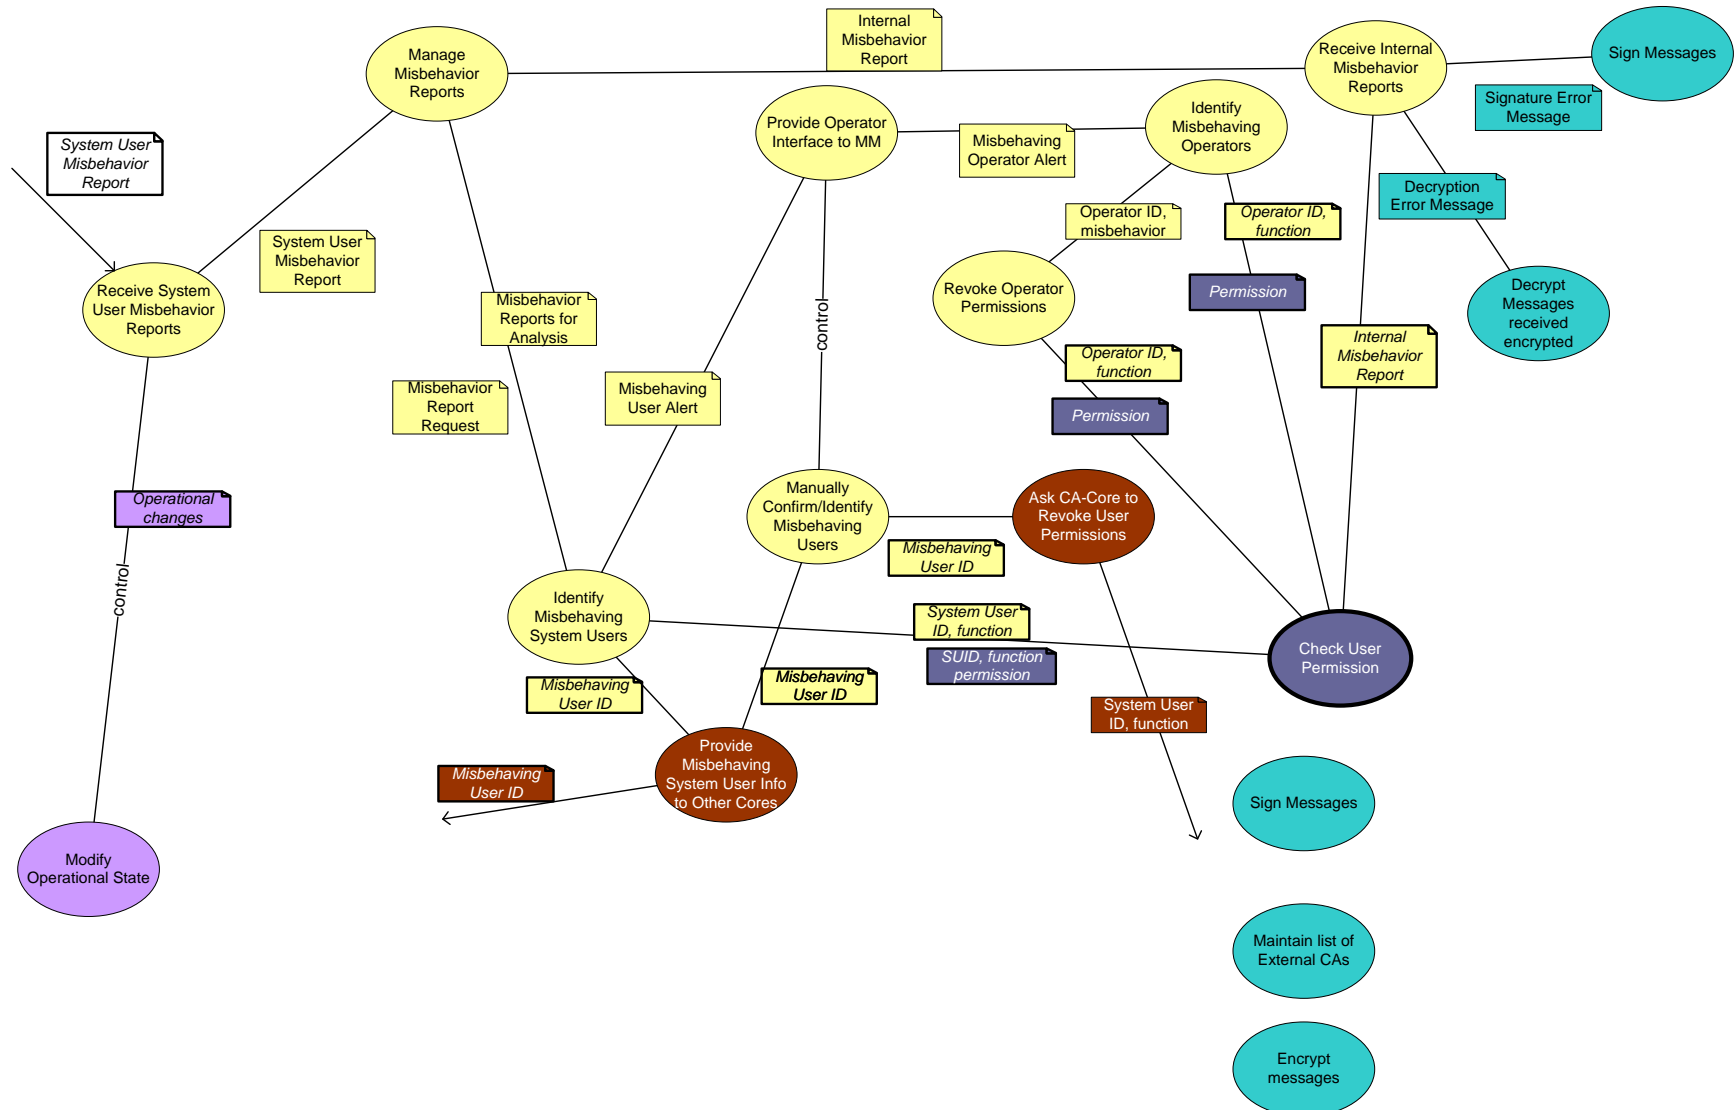 Internal
Misbehavior
Report
Manage
Misbehavior
Reports
Receive Internal
Misbehavior
Reports
Sign Messages
Signature Error
Message
Provide Operator
Interface to MM
Misbehaving
Operator Alert
Identify
Misbehaving
Operators
System User
Misbehavior
Report
Decryption
Error Message
Operator ID,
misbehavior
Operator ID,
function
System User
Misbehavior
Report
Receive System
User Misbehavior
Reports
Misbehavior
Reports for
Analysis
control
Revoke Operator
Permissions
Permission
Decrypt
Messages
received
encrypted
Operator ID,
function
Internal
Misbehavior
Report
Misbehavior
Report
Request
Misbehaving
User Alert
Permission
Operational
changes
Manually
Confirm/Identify
Misbehaving
Users
Ask CA-Core to
Revoke User
Permissions
Misbehaving
User ID
control
Identify
Misbehaving
System Users
System User
ID, function
SUID, function
permission
Check User
Permission
Misbehaving
User ID
Misbehaving
User ID
System User
ID, function
Provide
Misbehaving
System User Info
to Other Cores
Misbehaving
User ID
Sign Messages
Modify
Operational State
Maintain list of
External CAs
Encrypt
messages